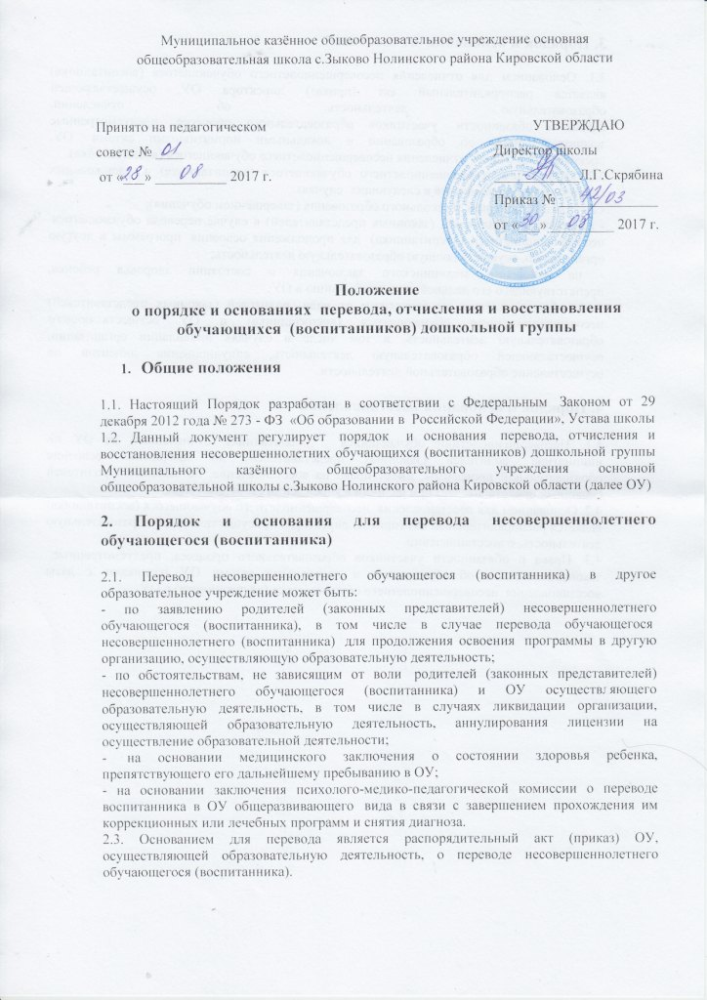 Муниципальное казённое общеобразовательное учреждение основная
общеобразовательная школа с.Зыково Нолинского района Кировской области
Принято на педагогическом
совете № 01
от «28» 08 2017 г.
УТВЕРЖДАЮ
Директор школы
Л.Г.Скрябина
Приказ № 42/03
от «30» 08 2017 г.
Положение
о порядке и основаниях перевода, отчисления и восстановления
обучающихся (воспитанников) дошкольной группы
1. Общие положения
1.1. Настоящий Порядок разработан в соответствии с Федеральным Законом от 29
декабря 2012 года № 273 - ФЗ «Об образовании в Российской Федерации», Устава школы
1.2. Данный документ регулирует порядок и основания перевода, отчисления и
восстановления несовершеннолетних обучающихся (воспитанников) дошкольной группы
Муниципального казённого общеобразовательного учреждения основной
общеобразовательной школы с.Зыково Нолинского района Кировской области (далее ОУ)
2. Порядок и основания для перевода несовершеннолетнего
обучающегося (воспитанника)
2.1. Перевод несовершеннолетнего обучающегося (воспитанника) в другое
образовательное учреждение может быть:
- по заявлению родителей (законных представителей) несовершеннолетнего
обучающегося (воспитанника), в том числе в случае перевода обучающегося
несовершеннолетнего (воспитанника) для продолжения освоения программы в другую
организацию, осуществляющую образовательную деятельность;
- по обстоятельствам, не зависящим от воли родителей (законных представителей)
несовершеннолетнего обучающегося (воспитанника) и ОУ осуществляющего
образовательную деятельность, в том числе в случаях ликвидации организации,
осуществляющей образовательную деятельность, аннулирования лицензии на
осуществление образовательной деятельности;
- на основании медицинского заключения о состоянии здоровья ребенка,
препятствующего его дальнейшему пребыванию в ОУ;
- на основании заключения психолого-медико-педагогической комиссии о переводе
воспитанника в ОУ общеразвивающего вида в связи с завершением прохождения им
коррекционных или лечебных программ и снятия диагноза.
2.3. Основанием для перевода является распорядительный акт (приказ) ОУ,
осуществляющей образовательную деятельность, о переводе несовершеннолетнего
обучающегося (воспитанника).